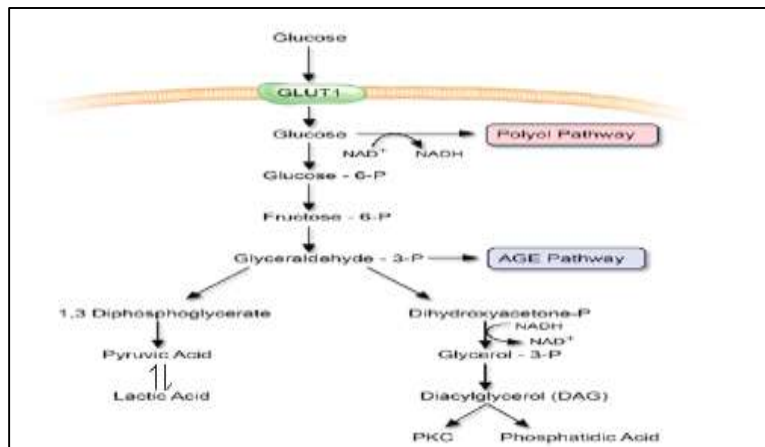 Glucose
GLUT1
Glucose
Polyol Pathway
NAD+ NADH
Glucose - 6-P
Fructose - 6-P
Glyceraldehyde - 3-P
AGE Pathway
1,3 Diphosphoglycerate
Dihydroxyacetone-P
NADH
NAD+
Pyruvic Acid
Glycerol - 3-P
Lactic Acid
Diacylglycerol (DAG)
PKC
Phosphatidic Acid